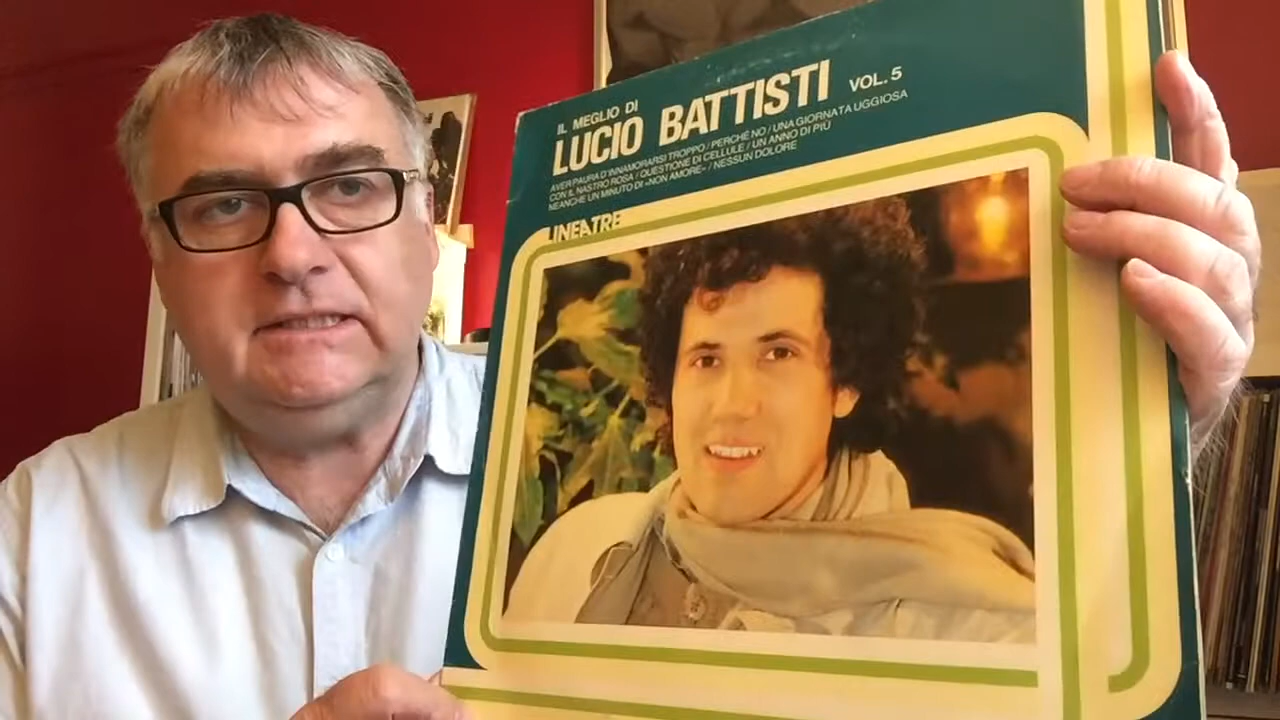 IL MEGLIO DI
LUCIO BATTISTI VOL. 5
AVER PAURA D'INNAMORARSI TROPPO / PERCHÈ NO / UNA GIORNATA UGGIOSA
CON IL NASTRO ROSA / QUESTIONE DI CELLULE / UN ANNO DI PIÙ
NEANCHE UN MINUTO DI «NON AMORE» / NESSUN DOLORE
LINEATRE